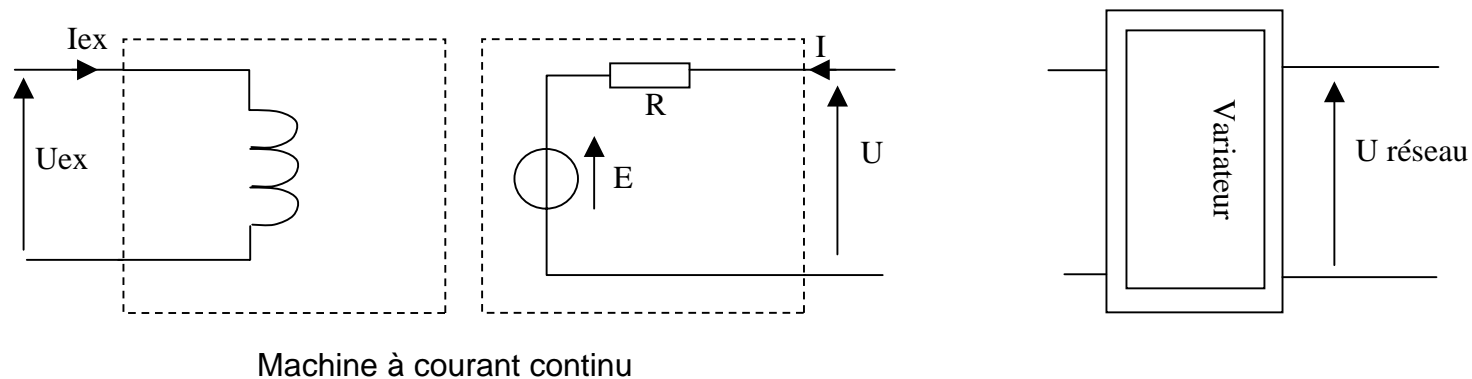 Iex
Uex
R
E
I
U
Variateur
U réseau
Machine à courant continu